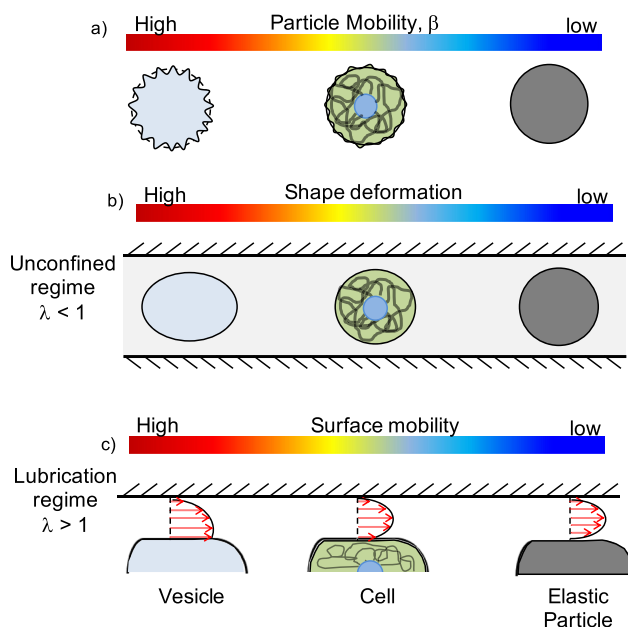 a)
High
Particle Mobility, β
low
b)
High
Shape deformation
low
Unconfined
regime
λ < 1
c)
High
Surface mobility
low
Lubrication
regime
λ > 1
Vesicle
Cell
Elastic
Particle